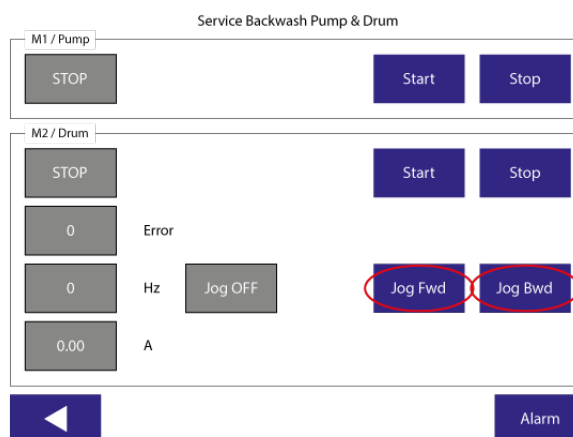 Service Backwash Pump & Drum
M1 / Pump
STOP
Start
Stop
M2 / Drum
STOP
Start
Stop
0
Error
0
Hz
Jog OFF
Jog Fwd
Jog Bwd
0.00
A
Alarm